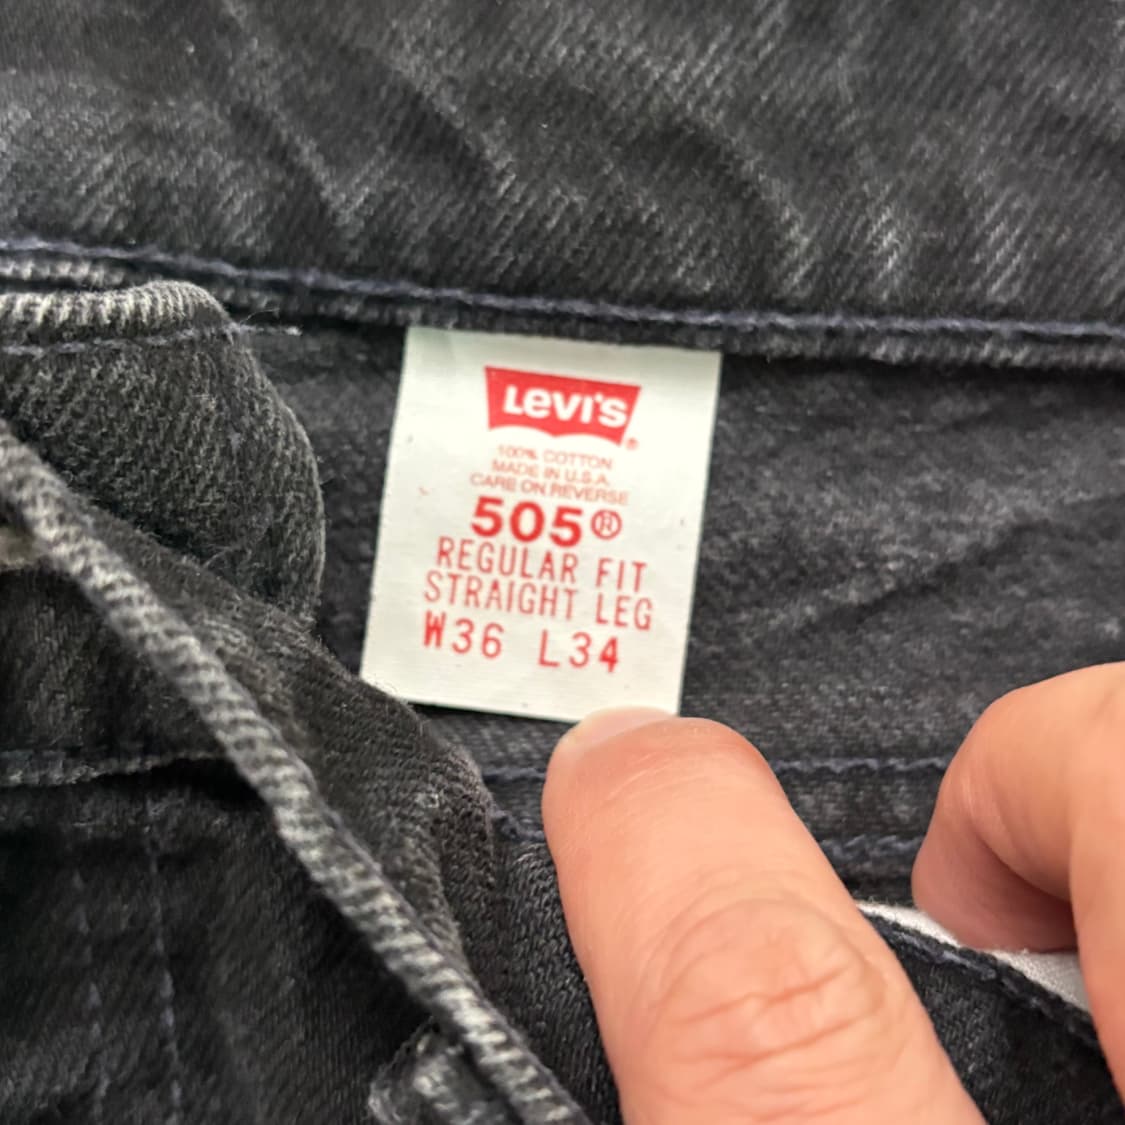 Levi's®
100% COTTON
MADE IN U.S.A.
CARE ON REVERSE
505®
REGULAR FIT
STRAIGHT LEG
W36 L34